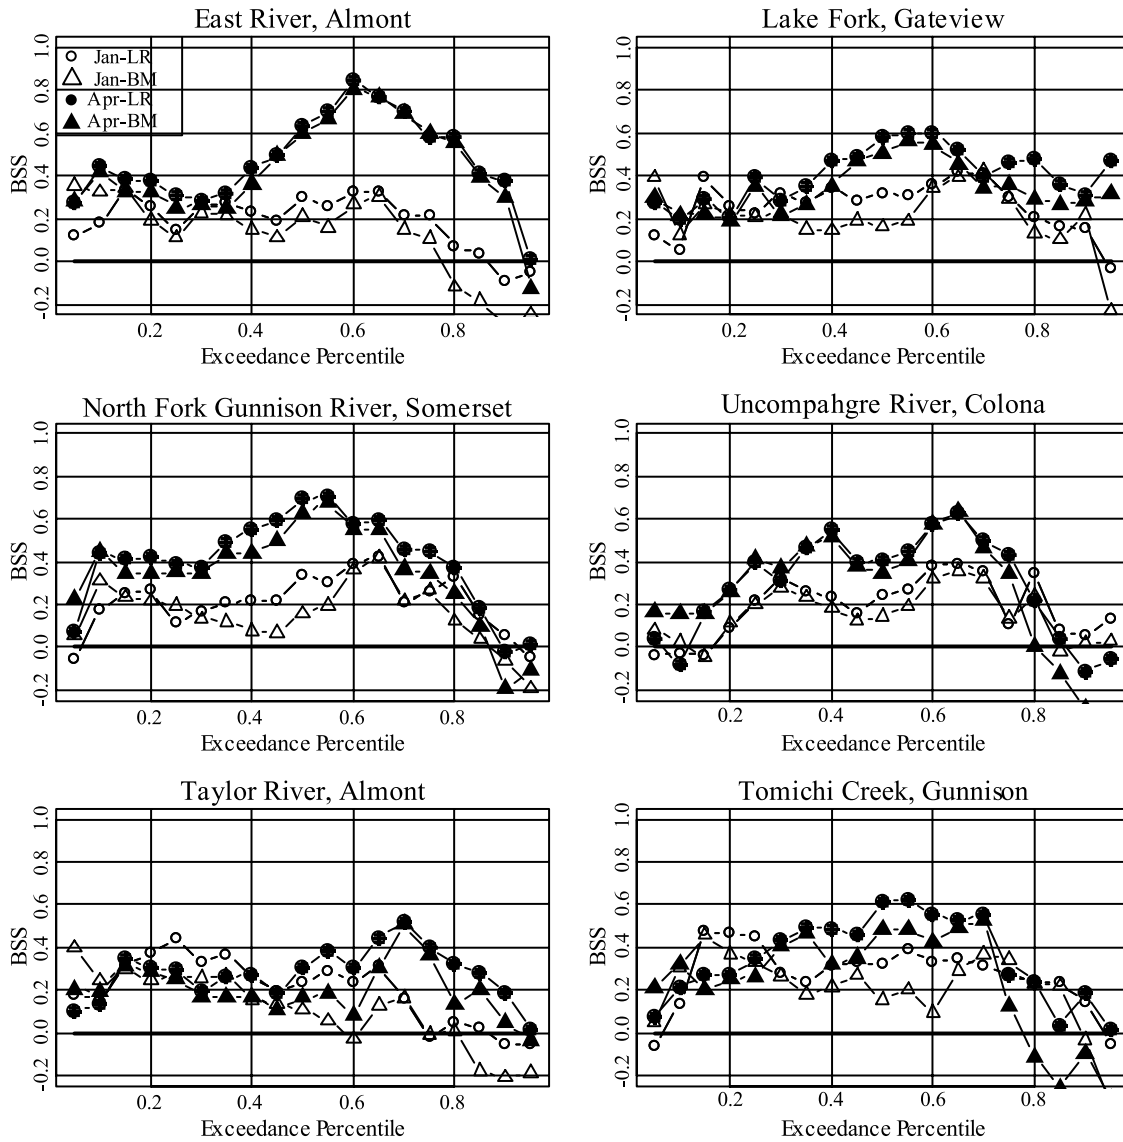 East River, Almont
Jan-LR
Jan-BM
Apr-LR
Apr-BM
BSS
1.0
0.8
0.6
0.4
0.2
0.0
-0.2
0.2 0.4 0.6 0.8
Exceedance Percentile
Lake Fork, Gateview
BSS
1.0
0.8
0.6
0.4
0.2
0.0
-0.2
0.2 0.4 0.6 0.8
Exceedance Percentile
North Fork Gunnison River, Somerset
BSS
1.0
0.8
0.6
0.4
0.2
0.0
-0.2
0.2 0.4 0.6 0.8
Exceedance Percentile
Uncompahgre River, Colona
BSS
1.0
0.8
0.6
0.4
0.2
0.0
-0.2
0.2 0.4 0.6 0.8
Exceedance Percentile
Taylor River, Almont
BSS
1.0
0.8
0.6
0.4
0.2
0.0
-0.2
0.2 0.4 0.6 0.8
Exceedance Percentile
Tomichi Creek, Gunnison
BSS
1.0
0.8
0.6
0.4
0.2
0.0
-0.2
0.2 0.4 0.6 0.8
Exceedance Percentile